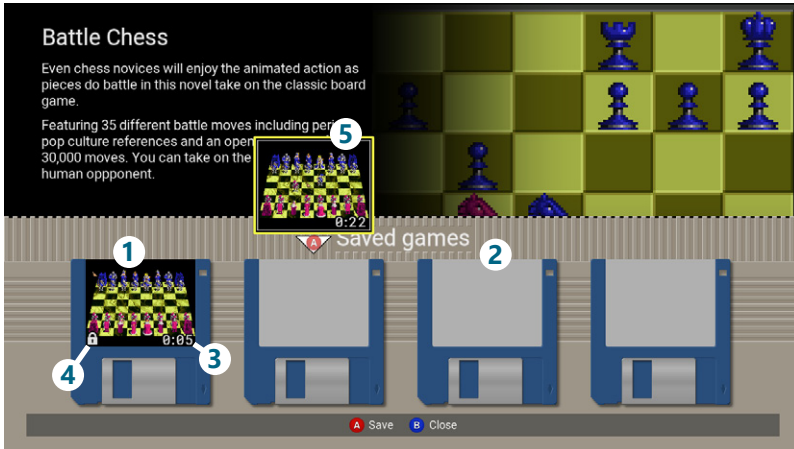 Battle Chess
Even chess novices will enjoy the animated action as
pieces do battle in this novel take on the classic board
game.
Featuring 35 different battle moves including
pop culture references and an open
30,000 moves. You can take on the
human oppponent.
5
0:22
A
Saved games
1
2
0:05
3
4
A Save B Close